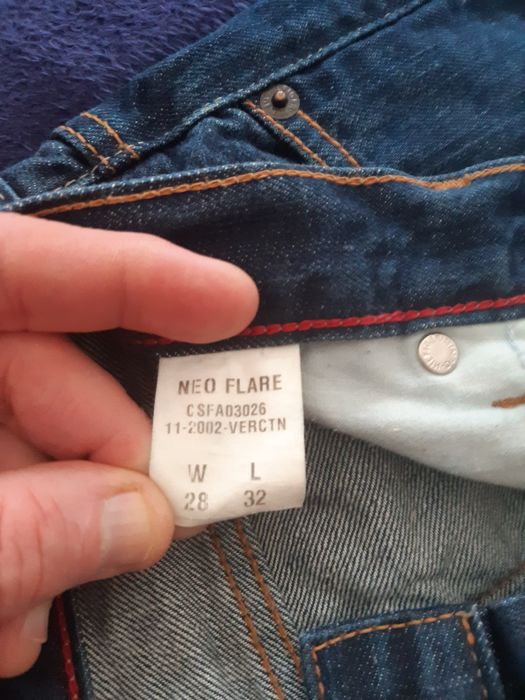 NEO FLARE
CSFA03026
11-2002-VERCTN
W L
28 32